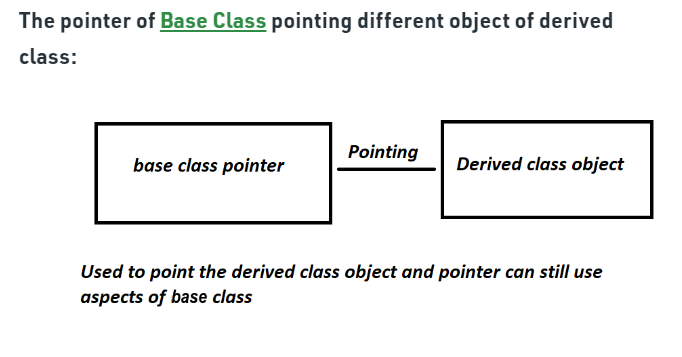 The pointer of Base Class pointing different object of derived
class:
base class pointer
Pointing
Derived class object
Used to point the derived class object and pointer can still use
aspects of base class